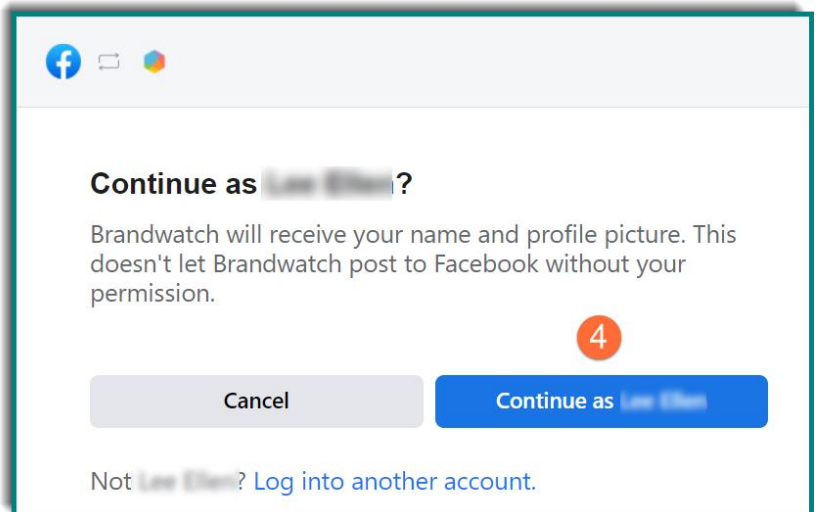 Continue as ?
Brandwatch will receive your name and profile picture. This
doesn't let Brandwatch post to Facebook without your
permission.
4
Cancel
Continue as
Not ? Log into another account.